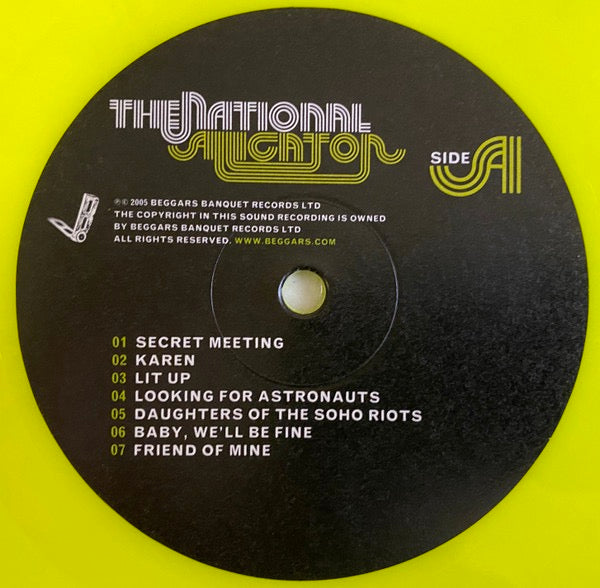 THE NATIONAL
ALLIGATOR
SIDE A
℗© 2005 BEGGARS BANQUET RECORDS LTD
THE COPYRIGHT IN THIS SOUND RECORDING IS OWNED
BY BEGGARS BANQUET RECORDS LTD
ALL RIGHTS RESERVED. WWW.BEGGARS.COM
01 SECRET MEETING
02 KAREN
03 LIT UP
04 LOOKING FOR ASTRONAUTS
05 DAUGHTERS OF THE SOHO RIOTS
06 BABY, WE'LL BE FINE
07 FRIEND OF MINE